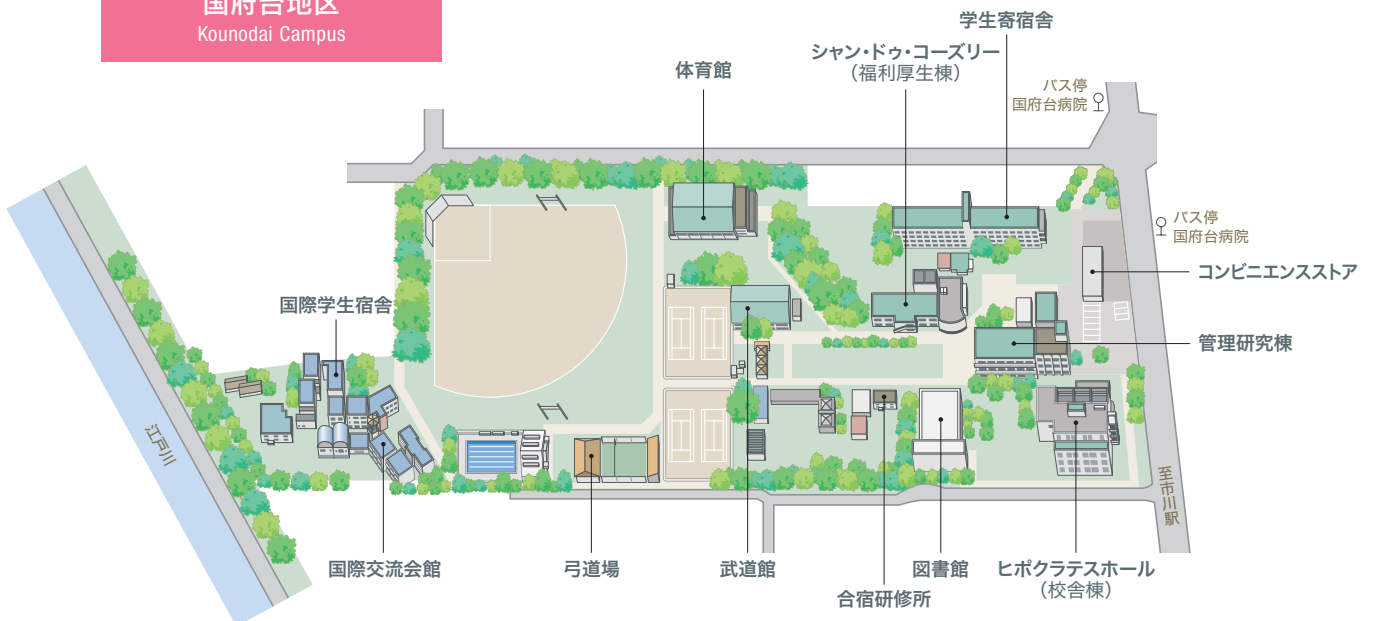 国府台地区
Kounodai Campus
学生寄宿舎
シャン・ドゥ・コーズリー
（福利厚生棟）
体育館
バス停
国府台病院
バス停
国府台病院
コンビニエンスストア
国際学生宿舎
管理研究棟
江戸川
至市川駅
国際交流会館
弓道場
武道館
合宿研修所
図書館
ヒポクラテスホール
（校舎棟）